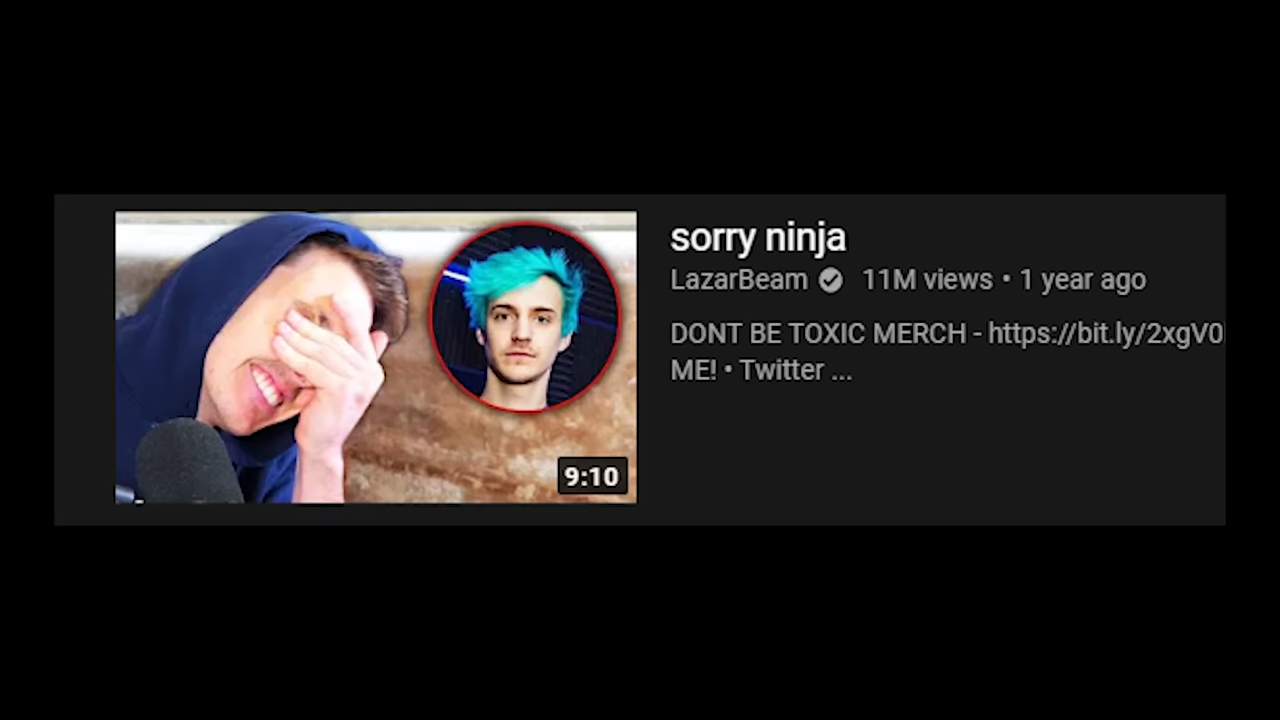 sorry ninja
LazarBeam 11M views • 1 year ago
DONT BE TOXIC MERCH - https://bit.ly/2xgV0
ME! • Twitter ...
9:10